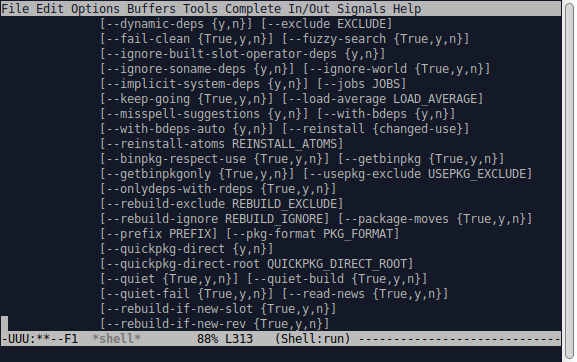 File Edit Options Buffers Tools Complete In/Out Signals Help
[--dynamic-deps {y,n}] [--exclude EXCLUDE]
[--fail-clean {True,y,n}] [--fuzzy-search {y,n}]
[--ignore-built-slot-operator-deps {y,n}]
[--ignore-soname-deps {y,n}] [--ignore-world {True,y,n}]
[--implicit-system-deps {y,n}] [--jobs JOBS]
[--keep-going {True,y,n}] [--load-average LOAD_AVERAGE]
[--misspell-suggestions {y,n}] [--with-bdeps {y,n}]
[--with-bdeps-auto {y,n}] [--reinstall {changed-use}]
[--reinstall-atoms REINSTALL_ATOMS]
[--binpkg-respect-use {True,y,n}] [--getbinpkg {True,y,n}]
[--getbinpkgonly {True,y,n}] [--usepkg-exclude USEPKG_EXCLUDE]
[--onlydeps-with-rdeps {True,y,n}]
[--rebuild-exclude REBUILD_EXCLUDE]
[--rebuild-ignore REBUILD_IGNORE] [--package-moves {True,y,n}]
[--prefix PREFIX] [--pkg-format PKG_FORMAT]
[--quickpkg-direct {y,n}]
[--quickpkg-direct-root QUICKPKG_DIRECT_ROOT]
[--quiet {True,y,n}] [--quiet-build {True,y,n}]
[--quiet-fail {True,y,n}] [--read-news {True,y,n}]
[--rebuild-if-new-slot {True,y,n}]
[--rebuild-if-new-rev {True,y,n}]
-UUU:**--F1  *shell*        88% L313   (Shell:run) -----------------------------